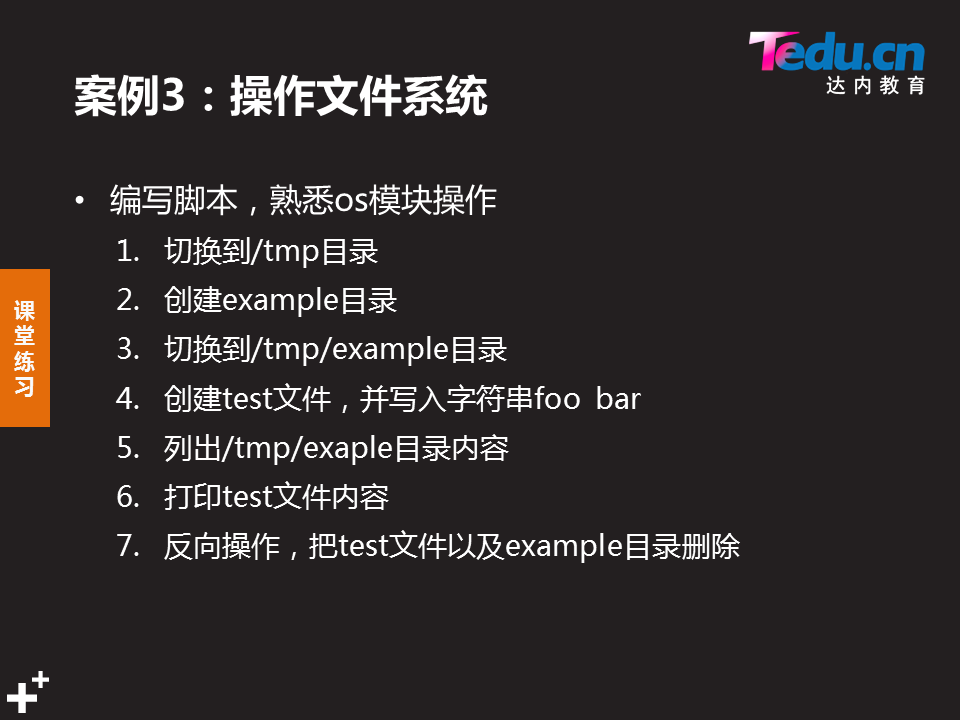 Tedu.cn
达内教育
案例3：操作文件系统
• 编写脚本，熟悉os模块操作
1. 切换到/tmp目录
2. 创建example目录
3. 切换到/tmp/example目录
4. 创建test文件，并写入字符串foo bar
5. 列出/tmp/exaple目录内容
6. 打印test文件内容
7. 反向操作，把test文件以及example目录删除
课
堂
练
习